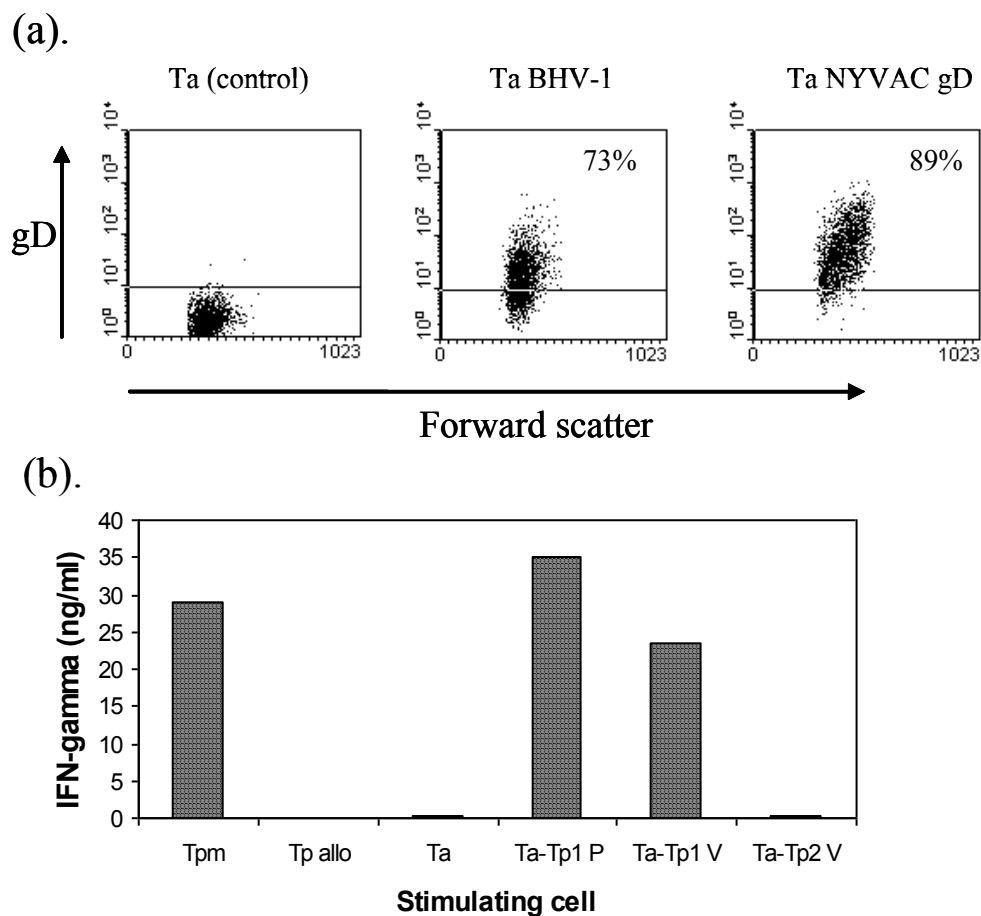 (a).
Ta (control)
Ta BHV-1
Ta NYVAC gD
gD
10⁴
10³
10²
10¹
10⁰
0
1023
10⁴
10³
10²
10¹
10⁰
73%
0
1023
10⁴
10³
10²
10¹
10⁰
89%
0
1023
Forward scatter
(b).
IFN-gamma (ng/ml)
40
35
30
25
20
15
10
5
0
Tpm
Tp allo
Ta
Ta-Tp1 P
Ta-Tp1 V
Ta-Tp2 V
Stimulating cell